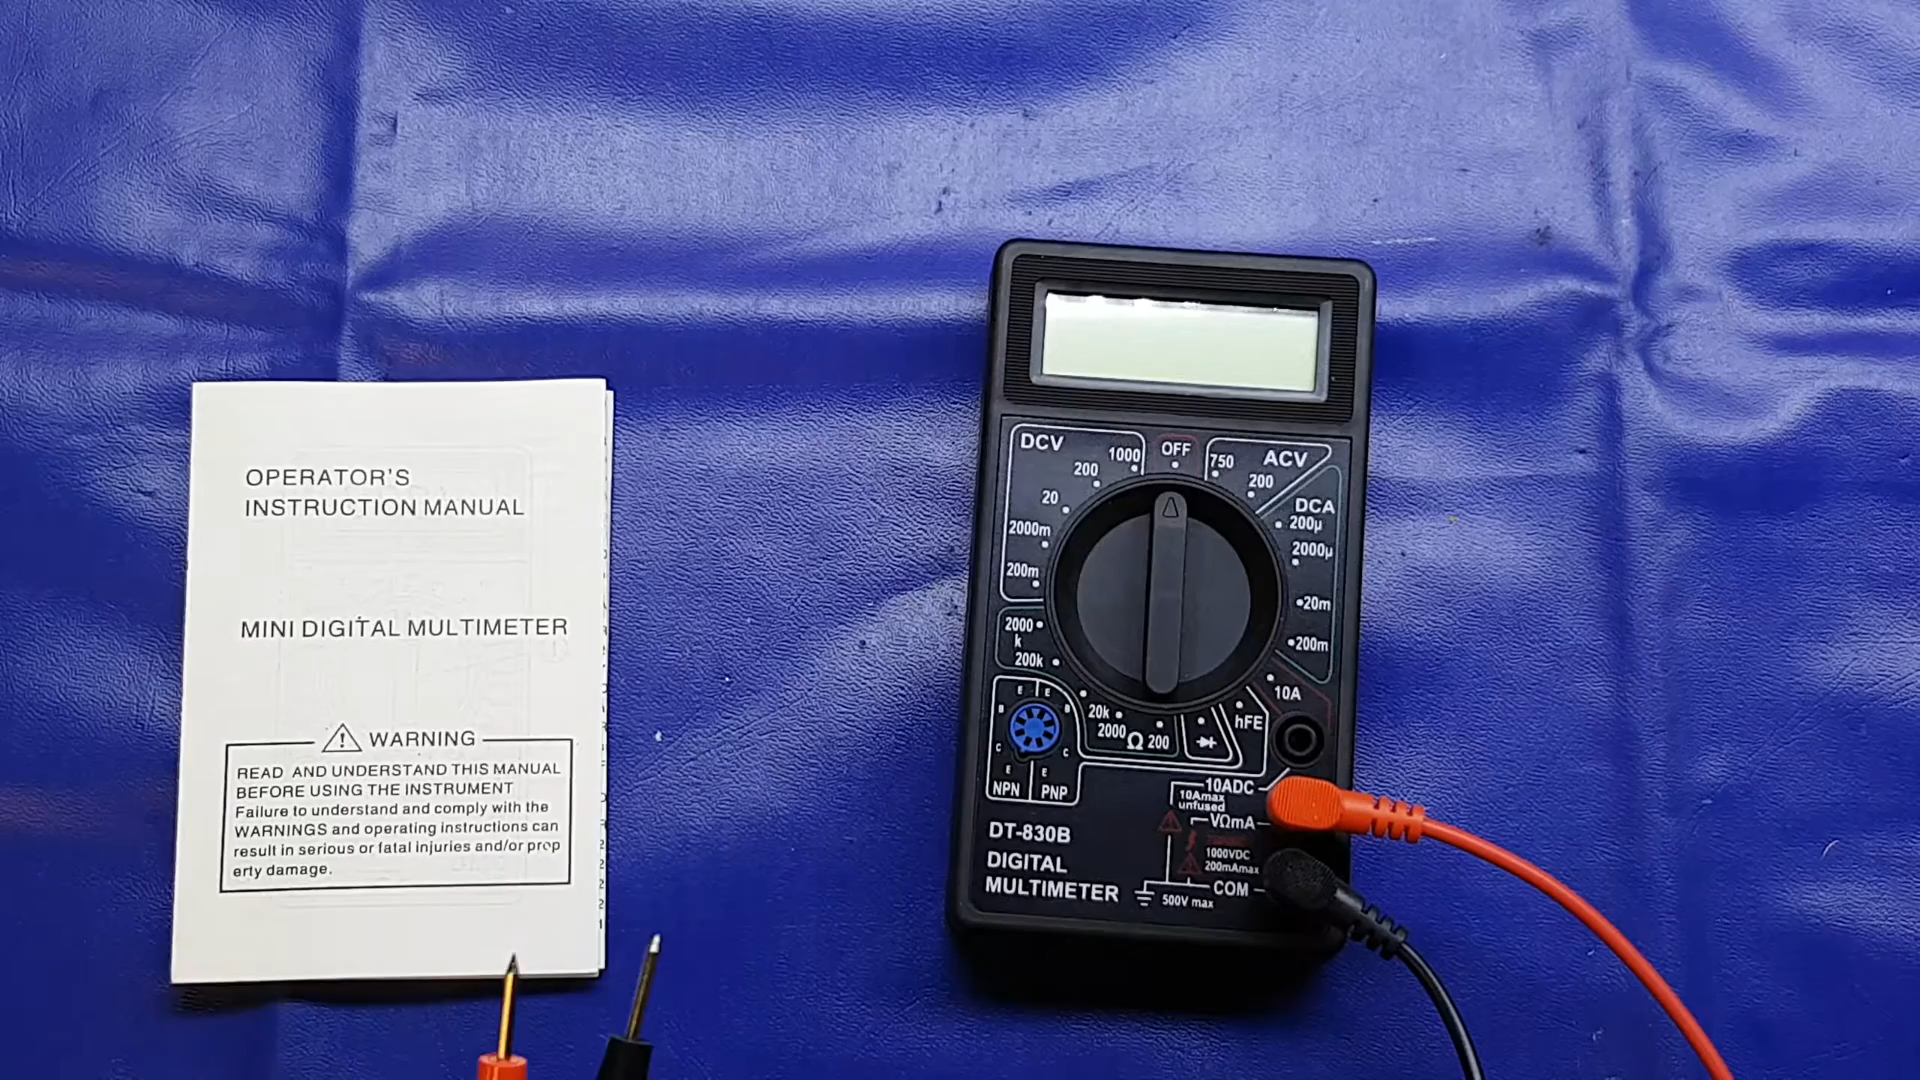 OPERATOR'S
INSTRUCTION MANUAL
MINI DIGITAL MULTIMETER
WARNING
READ AND UNDERSTAND THIS MANUAL
BEFORE USING THE INSTRUMENT
Failure to understand and comply with the
WARNINGS and operating instructions can
result in serious or fatal injuries and/or prop
erty damage.
DCV
1000
OFF
750
ACV
200
200
20
DCA
200µ
2000m
2000µ
200m
20m
2000
k
200k
200m
10A
20k
2000
Ω
200
hFE
E
E
B
B
C
C
E
E
NPN
PNP
10ADC
10Amax
unfused
VΩmA
DT-830B
DIGITAL
MULTIMETER
1000VDC
200mAmax
COM
500V max